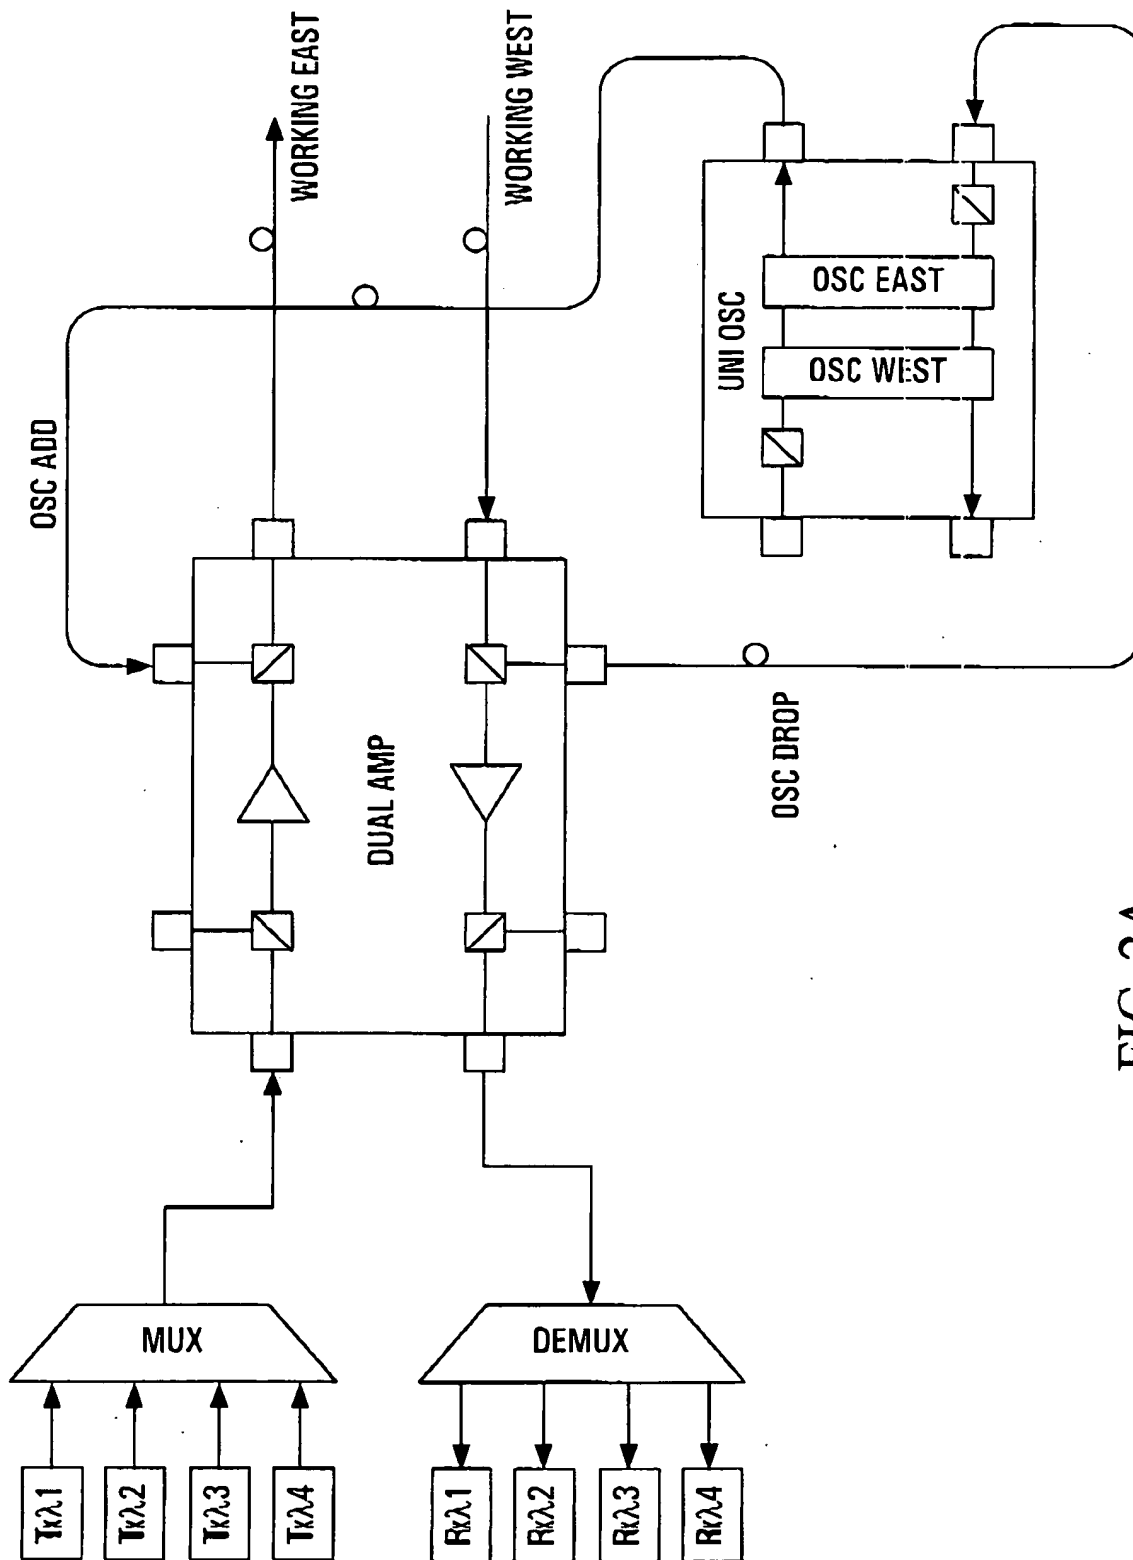 OSC ADD
WORKING EAST
WORKING WEST
DUAL AMP
OSC DROP
UNI OSC
OSC EAST
OSC WEST
MUX
DEMUX
Txλ1
Txλ2
Txλ3
Txλ4
Rxλ1
Rxλ2
Rxλ3
Rxλ4